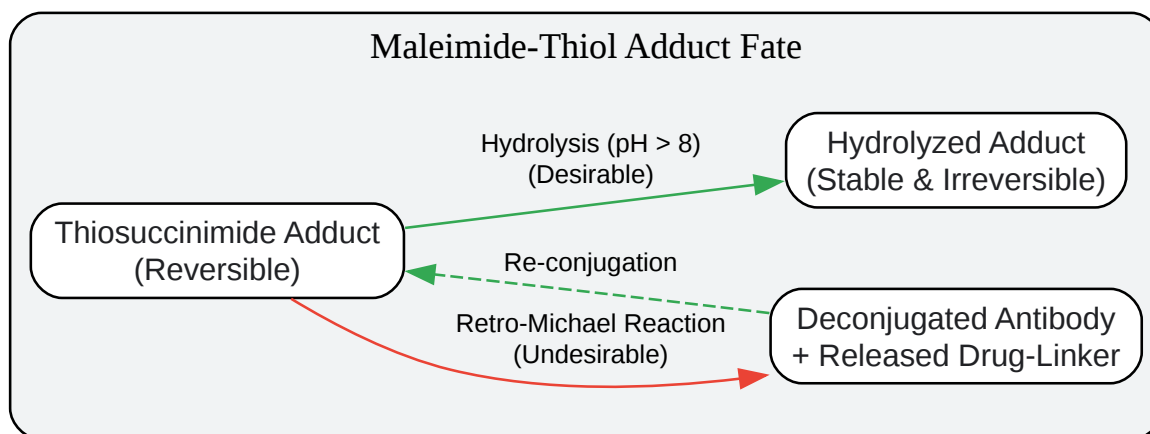 Maleimide-Thiol Adduct Fate
Hydrolysis (pH > 8)
(Desirable)
Hydrolyzed Adduct
(Stable & Irreversible)
Thiosuccinimide Adduct
(Reversible)
Re-conjugation
Retro-Michael Reaction
(Undesirable)
Deconjugated Antibody
+ Released Drug-Linker